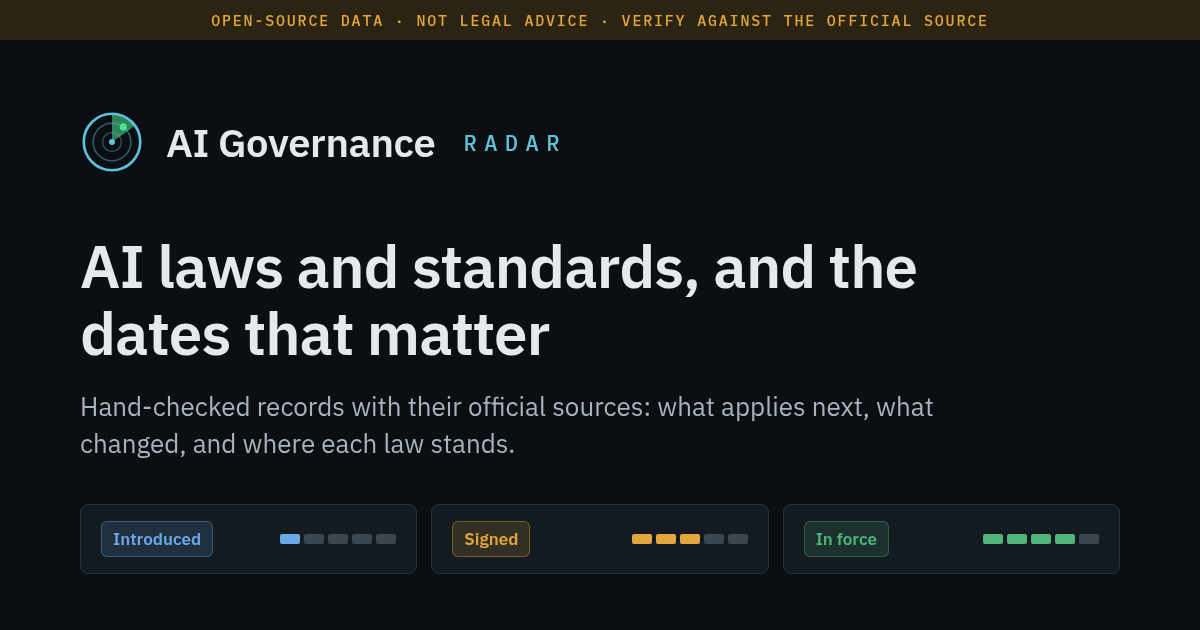 OPEN-SOURCE DATA · NOT LEGAL ADVICE · VERIFY AGAINST THE OFFICIAL SOURCE
AI Governance RADAR
AI laws and standards, and the
dates that matter
Hand-checked records with their official sources: what applies next, what
changed, and where each law stands.
Introduced Signed In force